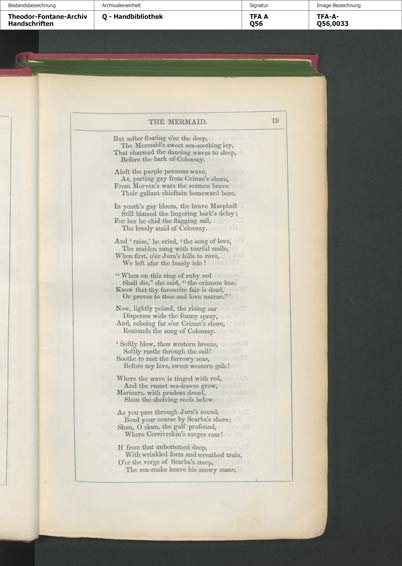 Bestandsbezeichnung
Archivalieneinheit
Signatur
Image-Bezeichnung
Theodor-Fontane-Archiv
Handschriften
Q - Handbibliothek
TFA A
Q56
TFA-A-
Q56,0033
THE MERMAID. 19
But softer floating o'er the deep,
The Mermaid's sweet sea-soothing lay,
That charmed the dancing waves to sleep,
Before the bark of Colonsay.
Aloft the purple pennons wave,
As, parting gay from Crinan's shore,
From Morven's wars the seamen brave
Their gallant chieftain homeward bore.
In youth's gay bloom, the brave Macphail
Still blamed the lingering bark's delay;
For her he chid the flagging sail,
The lovely maid of Colonsay.
And ' raise,' he cried, ' the song of love,
The maiden sung with tearful smile,
When first, o'er Jura's hills to rove,
We left afar the lonely isle !
" When on this ring of ruby red
Shall die," she said, " the crimson hue,
Know that thy favourite fair is dead,
Or proves to thee and love untrue." '
Now, lightly poised, the rising oar
Disperses wide the foamy spray,
And, echoing far o'er Crinan's shore,
Resounds the song of Colonsay.
' Softly blow, thou western breeze,
Softly rustle through the sail!
Soothe to rest the furrowy seas,
Before my love, sweet western gale!
Where the wave is tinged with red,
And the russet sea-leaves grow,
Mariners, with prudent dread,
Shun the shelving reefs below.
As you pass through Jura's sound,
Bend your course by Scarba's shore;
Shun, O shun, the gulf profound,
Where Corrivrekin's surges roar!
If from that unbottomed deep,
With wrinkled form and wreathed train,
O'er the verge of Scarba's steep,
The sea-snake heave his snowy mane,